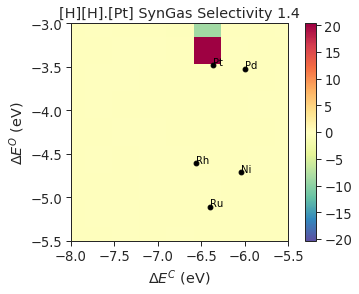 [H][H].[Pt] SynGas Selectivity 1.4
−3.0
−3.5
−4.0
−4.5
−5.0
−5.5
ΔE^O (eV)
Pt
Pd
Rh
Ni
Ru
−8.0 −7.5 −7.0 −6.5 −6.0 −5.5
ΔE^C (eV)
20
15
10
5
0
−5
−10
−15
−20